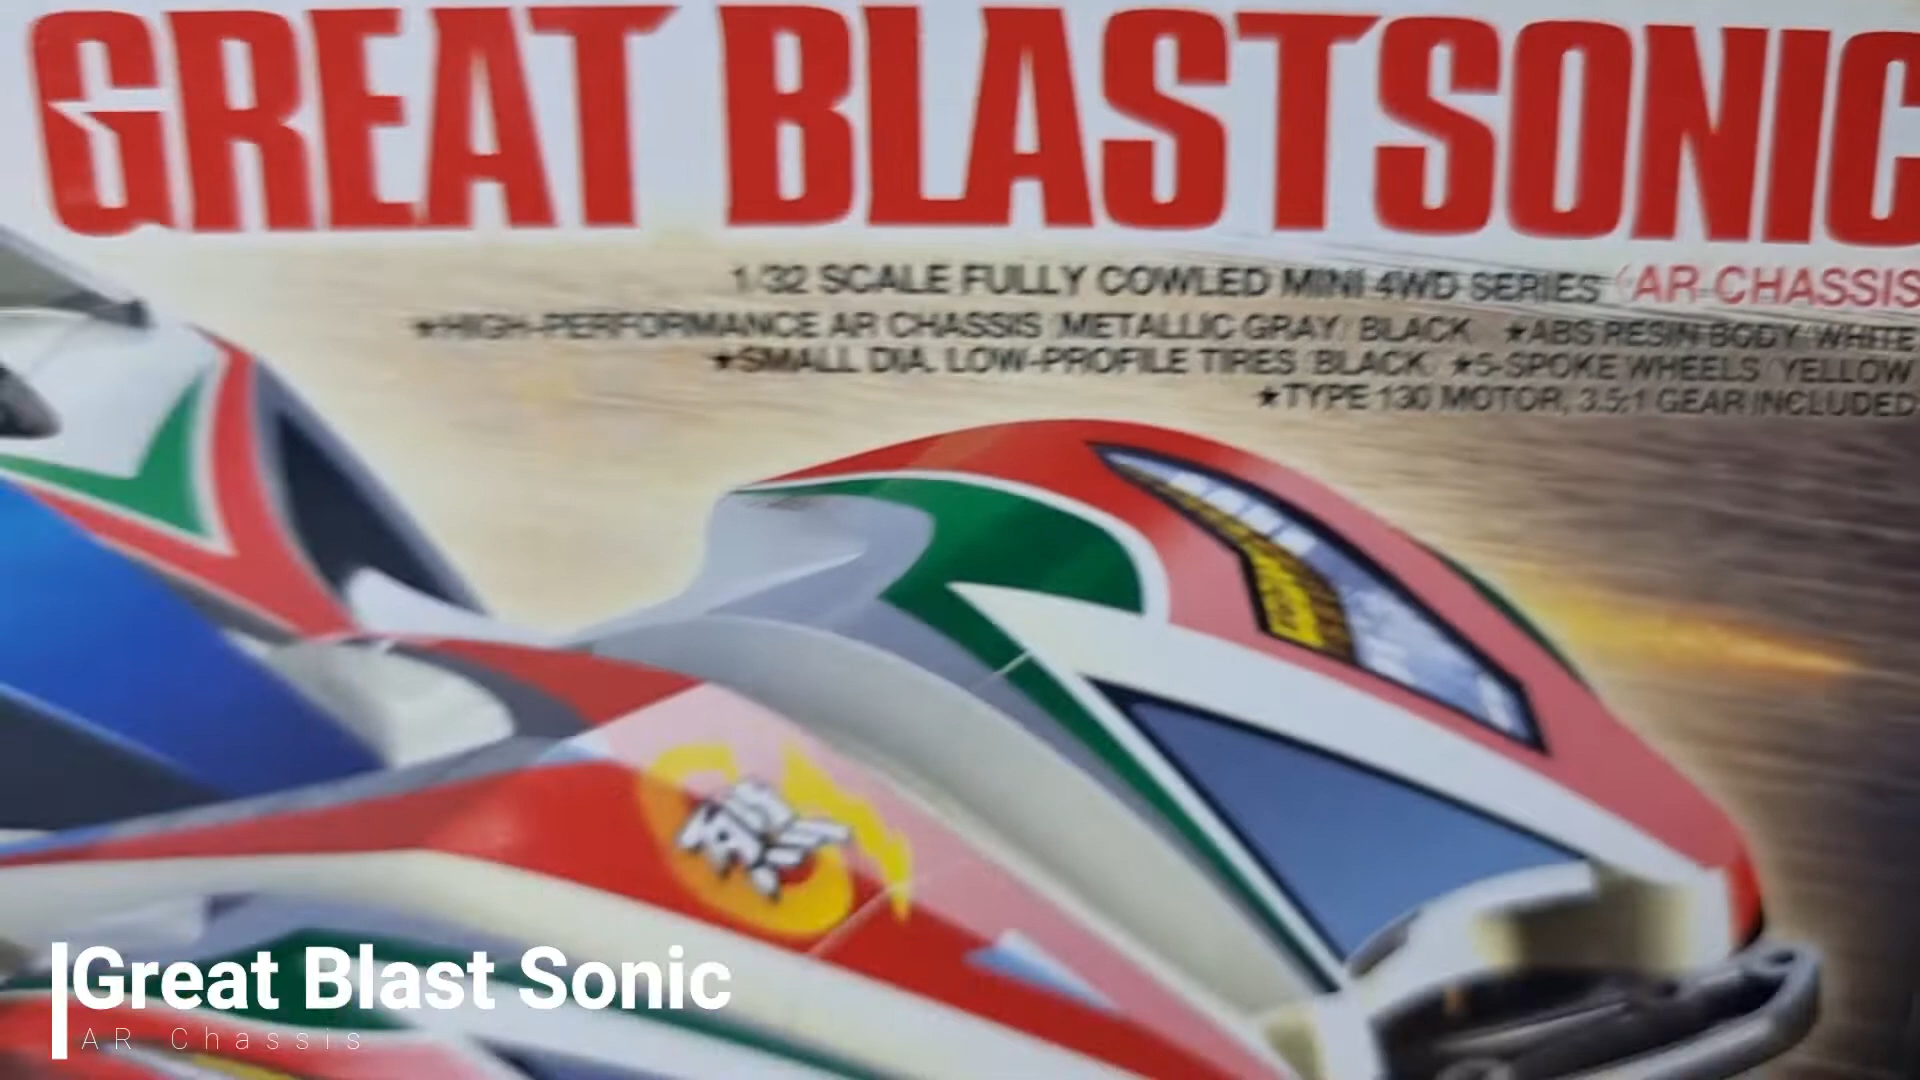 GREAT BLASTSONIC
1/32 SCALE FULLY COWLED MINI 4WD SERIES (AR CHASSIS
★HIGH-PERFORMANCE AR CHASSIS (METALLIC GRAY/BLACK) ★ABS RESIN BODY (WHITE
★SMALL DIA. LOW-PROFILE TIRES (BLACK) ★5-SPOKE WHEELS (YELLOW
★TYPE 130 MOTOR, 3.5:1 GEAR INCLUDED
Great Blast Sonic
AR Chassis